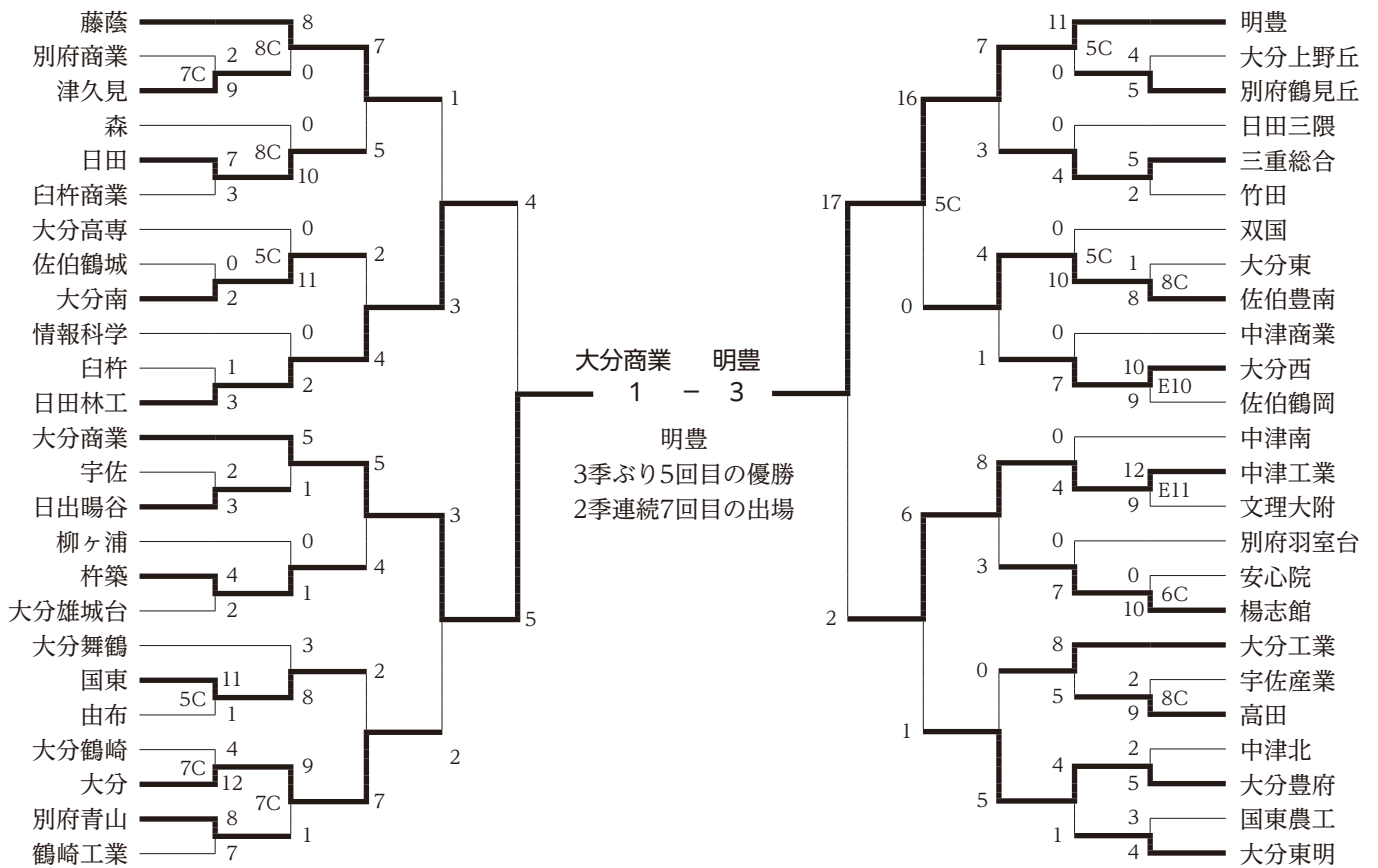 藤蔭 8
別府商業 2
津久見 9
7C
8C
0
7
森 0
日田 7
臼杵商業 3
8C
10
5
1
大分高専 0
佐伯鶴城 0
大分南 2
5C
11
2
情報科学 0
臼杵 1
日田林工 3
2
4
3
4
大分商業 5
宇佐 2
日出暘谷 3
1
5
柳ヶ浦 0
杵築 4
大分雄城台 2
1
4
3
大分舞鶴 3
国東 11
由布 1
5C
8
2
大分鶴崎 4
大分 12
7C
9
別府青山 8
鶴崎工業 7
7C
1
7
2
5
大分商業 明豊
1 − 3
明豊
3季ぶり5回目の優勝
2季連続7回目の出場
11 明豊
4 大分上野丘
5 別府鶴見丘
5C
0
7
0 日田三隈
5 三重総合
2 竹田
4
3
16
0 双国
1 大分東
8 佐伯豊南
8C
5C
10
4
0 中津商業
10 大分西
9 佐伯鶴岡
E10
7
1
0
5C
17
0 中津南
12 中津工業
9 文理大附
E11
4
8
0 別府羽室台
0 安心院
10 楊志館
6C
7
3
6
8 大分工業
2 宇佐産業
9 高田
8C
5
0
2 中津北
5 大分豊府
4
3 国東農工
4 大分東明
1
5
1
2